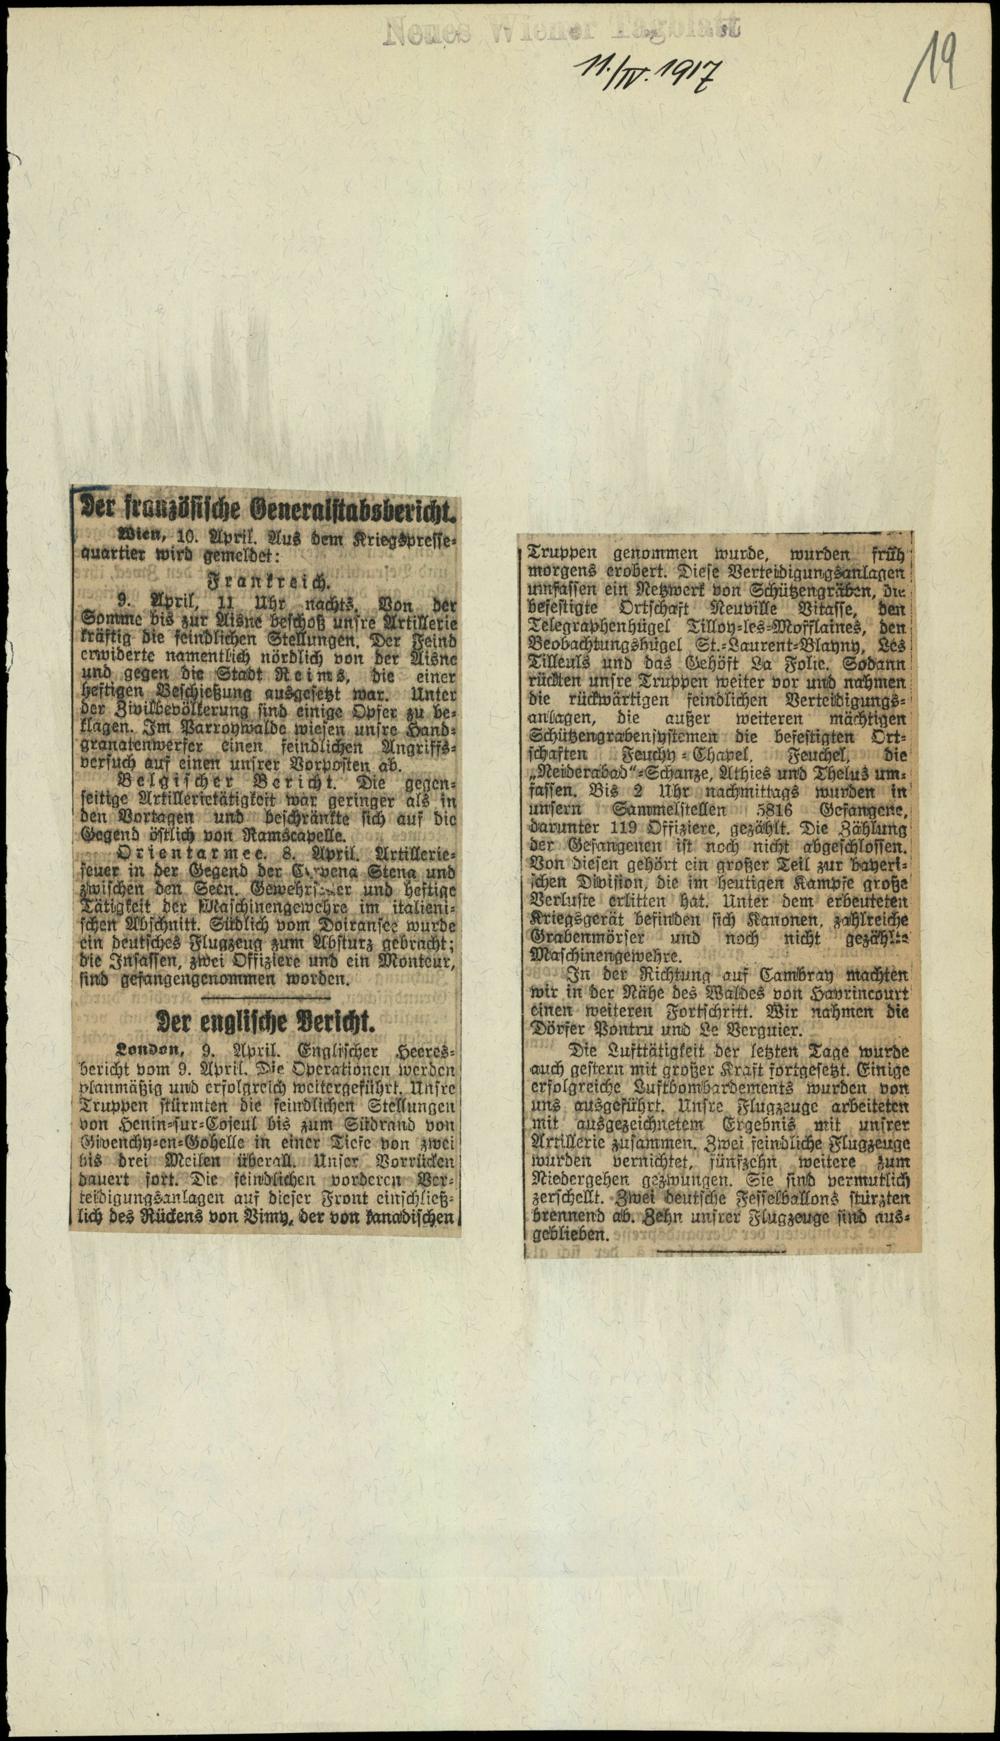 Neues Wiener Tagblatt
11./IV. 1917
19
Der französische Generalstabsbericht.
Wien, 10. April. Aus dem Kriegspresse-
quartier wird gemeldet:
Frankreich.
9. April, 11 Uhr nachts. Von der
Somme bis zur Aisne beschoß unsre Artillerie
kräftig die feindlichen Stellungen. Der Feind
erwiderte namentlich nördlich von der Aisne
und gegen die Stadt Reims, die einer
heftigen Beschießung ausgesetzt war. Unter
der Zivilbevölkerung sind einige Opfer zu be-
klagen. Im Parroywalde wiesen unsre Hand-
granatenwerfer einen feindlichen Angriffs-
versuch auf einen unsrer Vorposten ab.
Belgischer Bericht. Die gegen-
seitige Artillerietätigkeit war geringer als in
den Vortagen und beschränkte sich auf die
Gegend östlich von Ramscapelle.
Orientarmee. 8. April. Artillerie-
feuer in der Gegend der Stena und
zwischen den Seen. Gewehrfeuer und heftige
Tätigkeit der Maschinengewehre im italieni-
schen Abschnitt. Südlich vom Doiransee wurde
ein deutsches Flugzeug zum Absturz gebracht;
die Insassen, zwei Offiziere und ein Monteur,
sind gefangengenommen worden.
Der englische Bericht.
London, 9. April. Englischer Heeres-
bericht vom 9. April. Die Operationen werden
planmäßig und erfolgreich weitergeführt. Unsre
Truppen stürmten die feindlichen Stellungen
von Henin-sur-Cojeul bis zum Südrand von
Givenchy-en-Gohelle in einer Tiefe von zwei
bis drei Meilen überall. Unser Vorrücken
dauert fort. Die feindlichen vorderen Ver-
teidigungsanlagen auf dieser Front einschließ-
lich des Rückens von Vimy, der von kanadischen
Truppen genommen wurde, wurden früh
morgens erobert. Diese Verteidigungsanlagen
umfassen ein Netzwerk von Schützengräben, die
befestigte Ortschaft Neuville Vitasse, den
Telegraphenhügel Tilloy-les-Mofflaines, den
Beobachtungshügel St.-Laurent-Blagny, Les
Tilleuls und das Gehöft La Folie. Sodann
rückten unsre Truppen weiter vor und nahmen
die rückwärtigen feindlichen Verteidigungs-
anlagen, die außer weiteren mächtigen
Schützengrabensystemen die befestigten Ort-
schaften Feuchy-Chapel, Feuchel, die
„Neiderabad"-Schanze, Athies und Thelus um-
fassen. Bis 2 Uhr nachmittags wurden in
unsern Sammelstellen 5816 Gefangene,
darunter 119 Offiziere, gezählt. Die Zählung
der Gefangenen ist noch nicht abgeschlossen.
Von diesen gehört ein großer Teil zur bayeri-
schen Division, die im heutigen Kampfe große
Verluste erlitten hat. Unter dem erbeuteten
Kriegsgerät befinden sich Kanonen, zahlreiche
Grabenmörser und noch nicht gezählte
Maschinengewehre.
In der Richtung auf Cambray machten
wir in der Nähe des Waldes von Havrincourt
einen weiteren Fortschritt. Wir nahmen die
Dörfer Pontru und Le Verguier.
Die Lufttätigkeit der letzten Tage wurde
auch gestern mit großer Kraft fortgesetzt. Einige
erfolgreiche Luftbombardements wurden von
uns ausgeführt. Unsre Flugzeuge arbeiteten
mit ausgezeichnetem Ergebnis mit unsrer
Artillerie zusammen. Zwei feindliche Flugzeuge
wurden vernichtet, fünfzehn weitere zum
Niedergehen gezwungen. Sie sind vermutlich
zerschellt. Zwei deutsche Fesselballons stürzten
brennend ab. Zehn unsrer Flugzeuge sind aus-
geblieben.